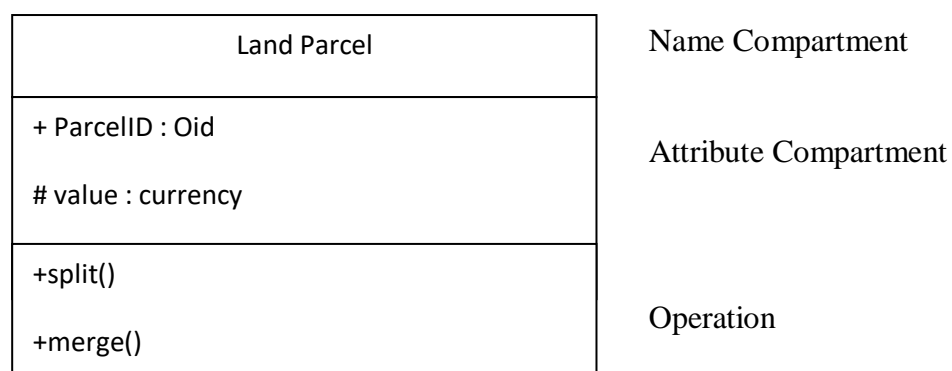 Land Parcel
Name Compartment
+ ParcelID : Oid
# value : currency
Attribute Compartment
+split()
+merge()
Operation